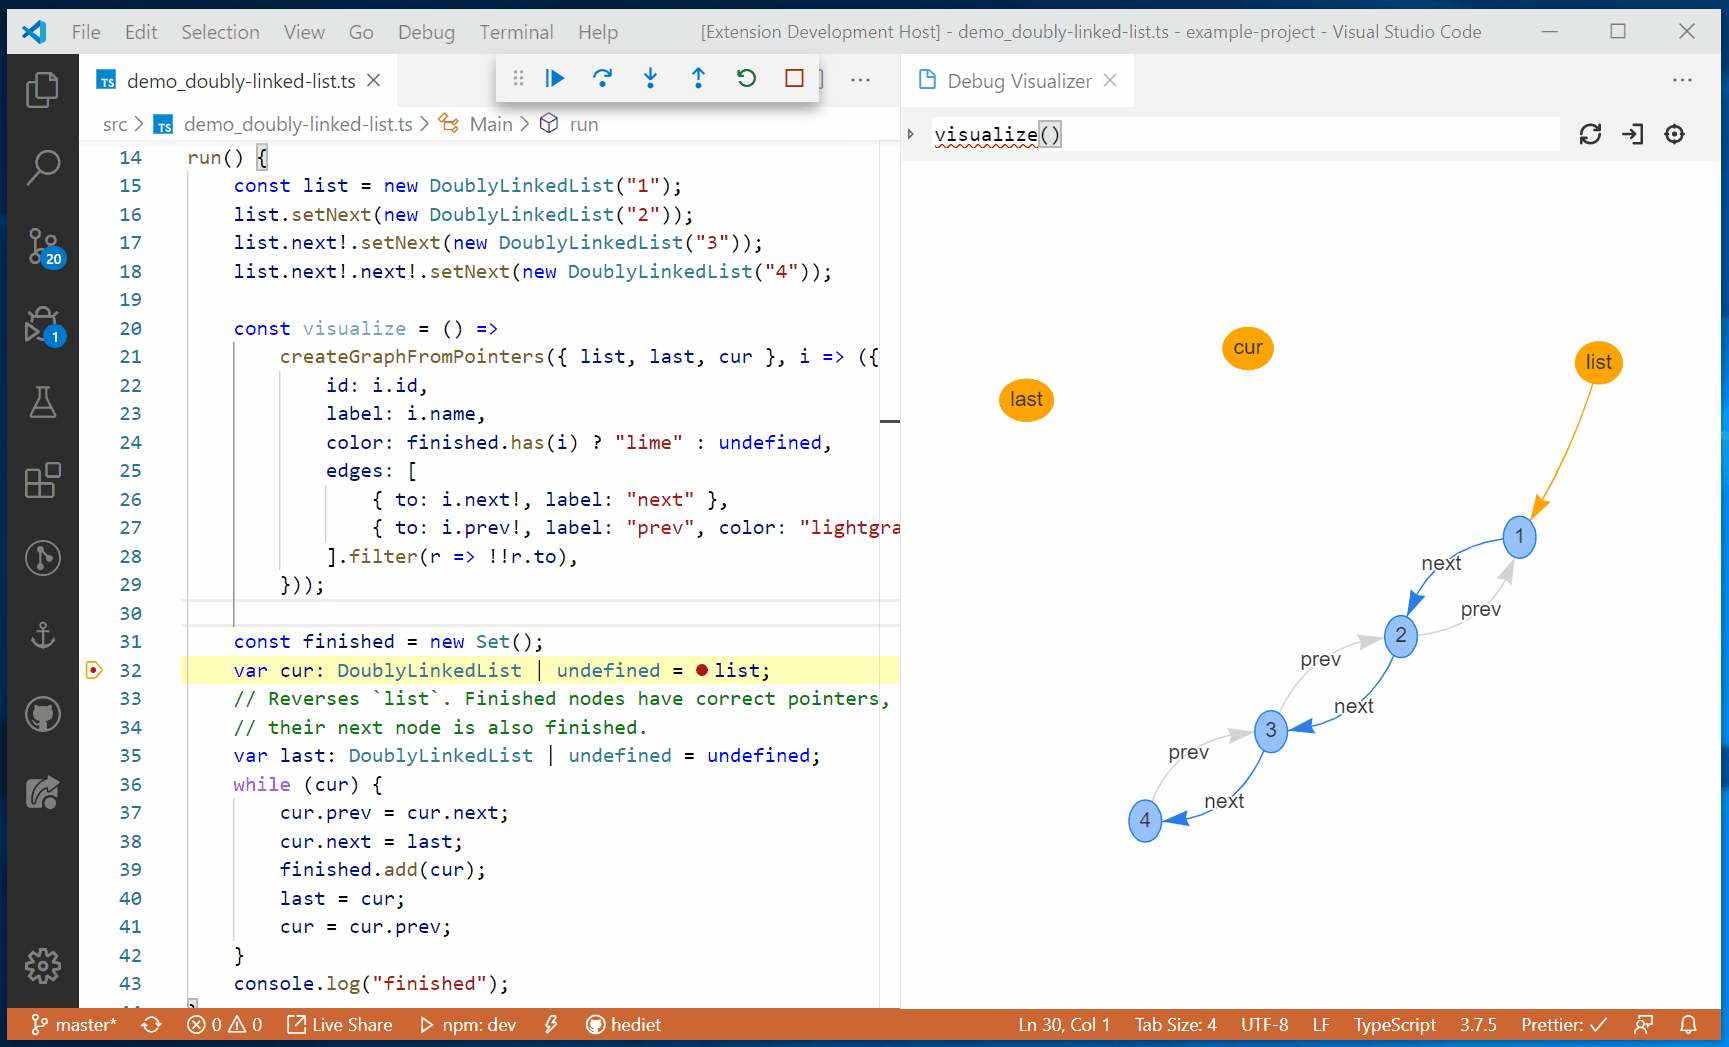 File Edit Selection View Go Debug Terminal Help [Extension Development Host] - demo_doubly-linked-list.ts - example-project - Visual Studio Code
TS demo_doubly-linked-list.ts
Debug Visualizer
src > TS demo_doubly-linked-list.ts > Main > run
visualize()
14 run() {
15 const list = new DoublyLinkedList("1");
16 list.setNext(new DoublyLinkedList("2"));
17 list.next!.setNext(new DoublyLinkedList("3"));
18 list.next!.next!.setNext(new DoublyLinkedList("4"));
19
20 const visualize = () =>
21 createGraphFromPointers({ list, last, cur }, i => ({
22 id: i.id,
23 label: i.name,
24 color: finished.has(i) ? "lime" : undefined,
25 edges: [
26 { to: i.next!, label: "next" },
27 { to: i.prev!, label: "prev", color: "lightgra
28 ].filter(r => !!r.to),
29 }));
30
31 const finished = new Set();
32 var cur: DoublyLinkedList | undefined = list;
33 // Reverses `list`. Finished nodes have correct pointers,
34 // their next node is also finished.
35 var last: DoublyLinkedList | undefined = undefined;
36 while (cur) {
37 cur.prev = cur.next;
38 cur.next = last;
39 finished.add(cur);
40 last = cur;
41 cur = cur.prev;
42 }
43 console.log("finished");
20
1
cur
list
last
1
next
prev
2
prev
next
3
prev
next
4
master* 0 0 Live Share npm: dev hediet Ln 30, Col 1 Tab Size: 4 UTF-8 LF TypeScript 3.7.5 Prettier: ✓